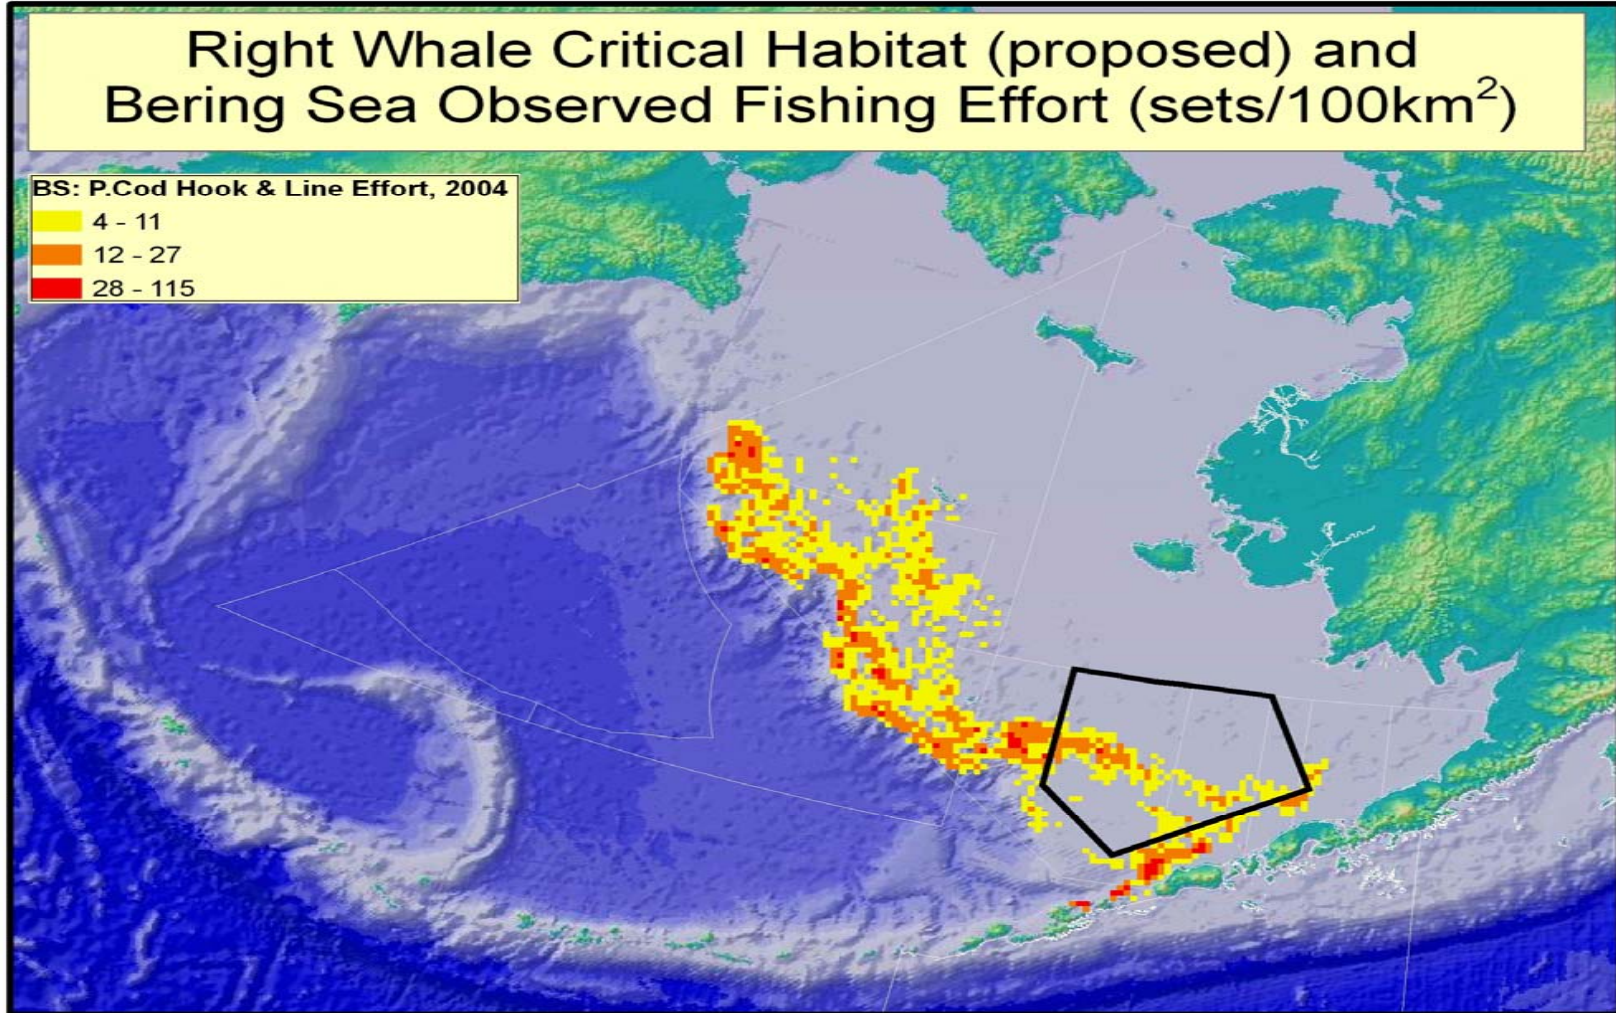 Right Whale Critical Habitat (proposed) and
Bering Sea Observed Fishing Effort (sets/100km²)
BS: P.Cod Hook & Line Effort, 2004
4 - 11
12 - 27
28 - 115